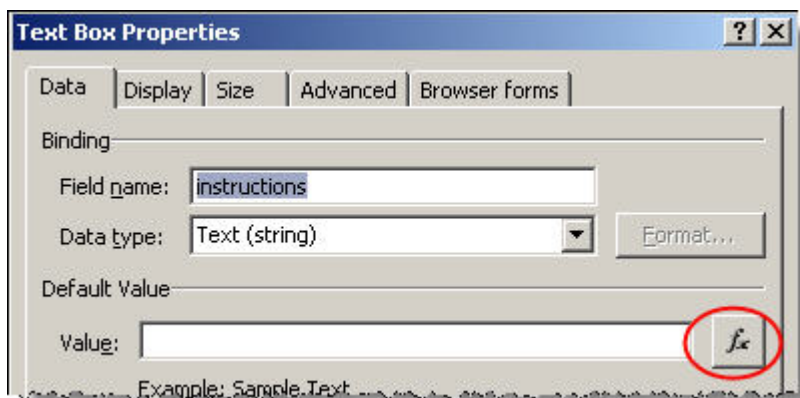 Text Box Properties
Data Display Size Advanced Browser forms
Binding
Field name: instructions
Data type: Text (string) Format...
Default Value
Value: fx
Example: Sample Text